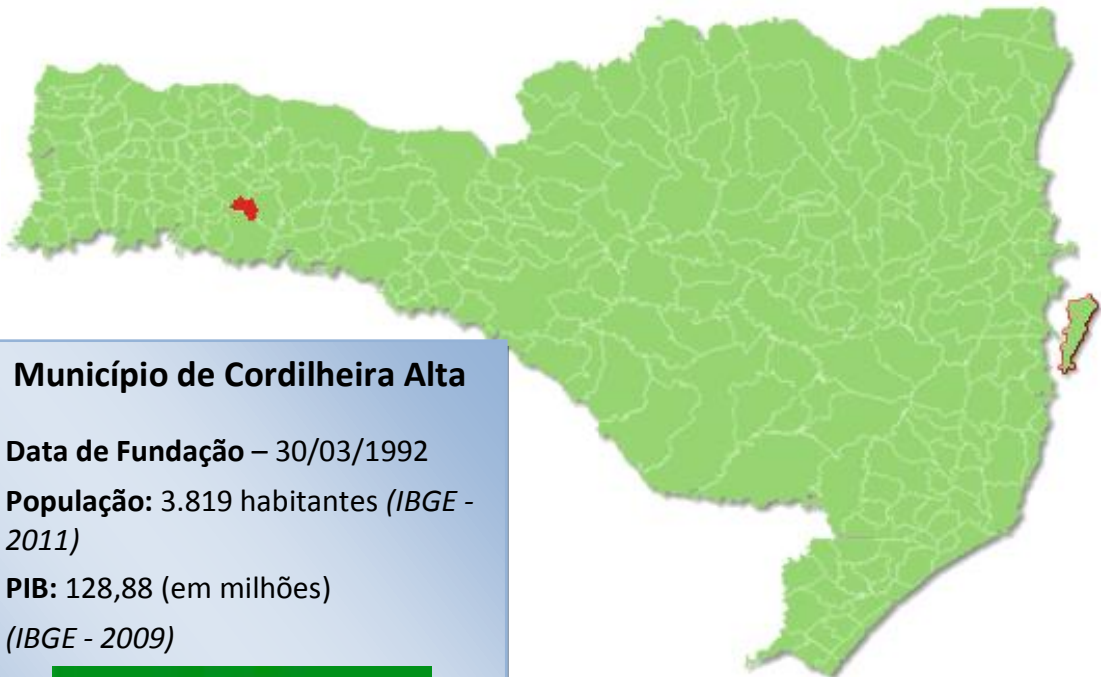 Município de Cordilheira Alta
Data de Fundação – 30/03/1992
População: 3.819 habitantes (IBGE -
2011)
PIB: 128,88 (em milhões)
(IBGE - 2009)